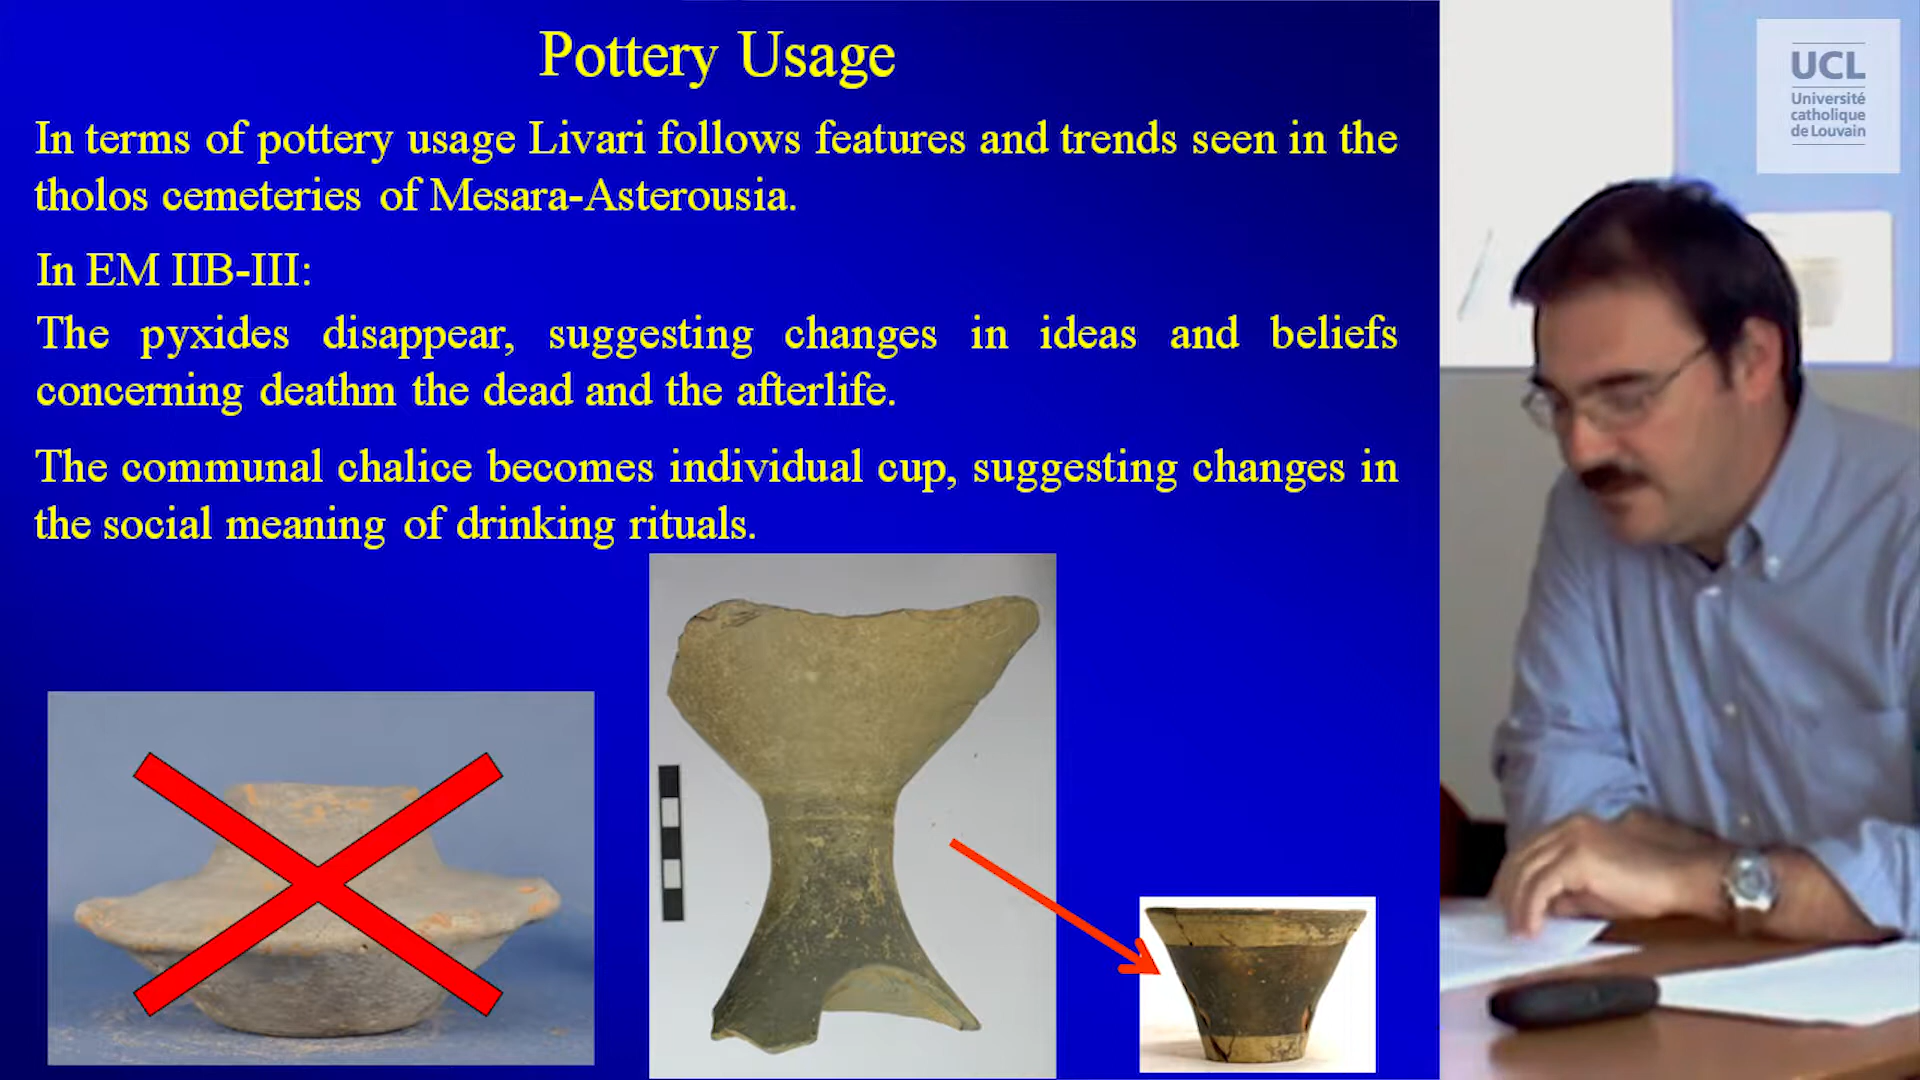 Pottery Usage
In terms of pottery usage Livari follows features and trends seen in the
tholos cemeteries of Mesara-Asterousia.
In EM IIB-III:
The pyxides disappear, suggesting changes in ideas and beliefs
concerning deathm the dead and the afterlife.
The communal chalice becomes individual cup, suggesting changes in
the social meaning of drinking rituals.
UCL
Université
catholique
de Louvain